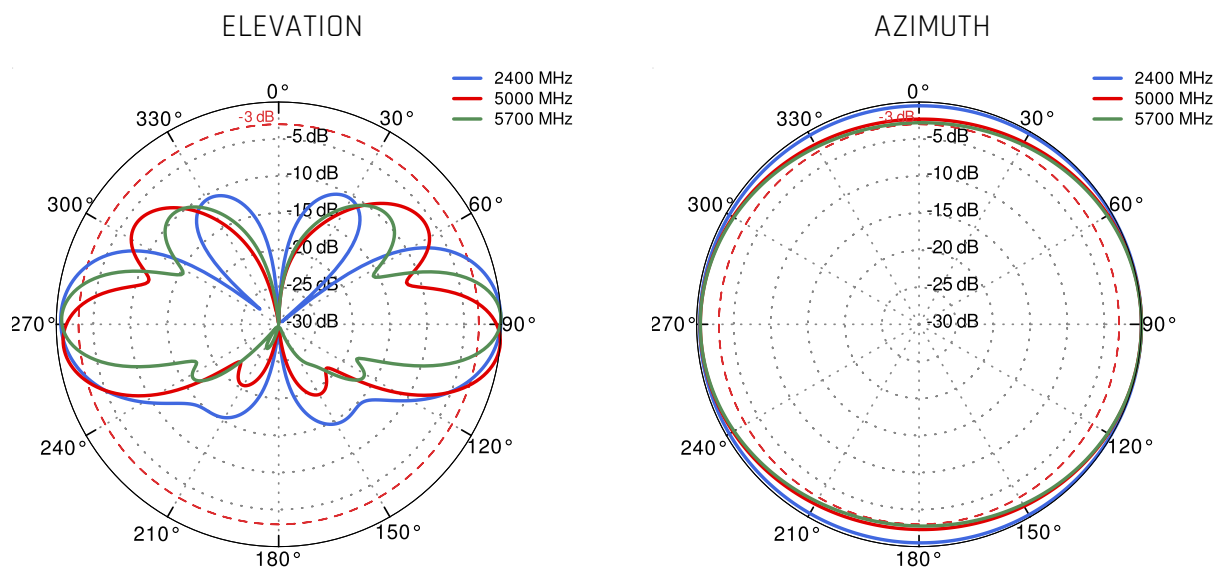 ELEVATION
2400 MHz
5000 MHz
5700 MHz
0°
30°
60°
90°
120°
150°
180°
210°
240°
270°
300°
330°
-3 dB
-5 dB
-10 dB
-15 dB
-20 dB
-25 dB
-30 dB
AZIMUTH
2400 MHz
5000 MHz
5700 MHz
0°
30°
60°
90°
120°
150°
180°
210°
240°
270°
300°
330°
-3 dB
-5 dB
-10 dB
-15 dB
-20 dB
-25 dB
-30 dB